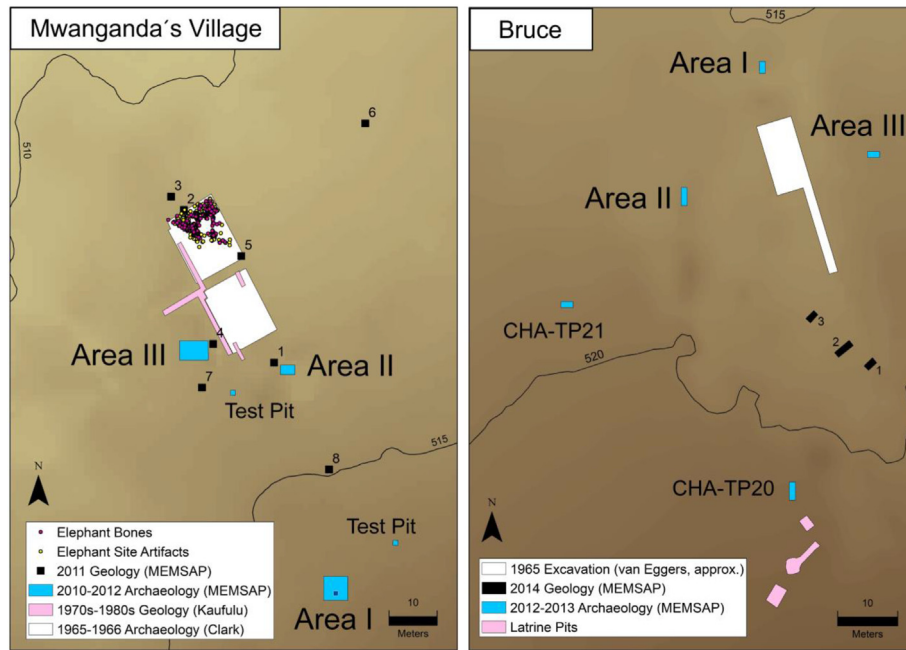 Mwanganda´s Village
510
6
3
2
5
Area III
4
1
Area II
7
Test Pit
8
515
N
Test Pit
Elephant Bones
Elephant Site Artifacts
2011 Geology (MEMSAP)
2010-2012 Archaeology (MEMSAP)
1970s-1980s Geology (Kaufulu)
1965-1966 Archaeology (Clark)
Area I
10
Meters
Bruce
515
Area I
Area III
Area II
CHA-TP21
3
2
1
520
CHA-TP20
N
1965 Excavation (van Eggers, approx.)
2014 Geology (MEMSAP)
2012-2013 Archaeology (MEMSAP)
Latrine Pits
10
Meters